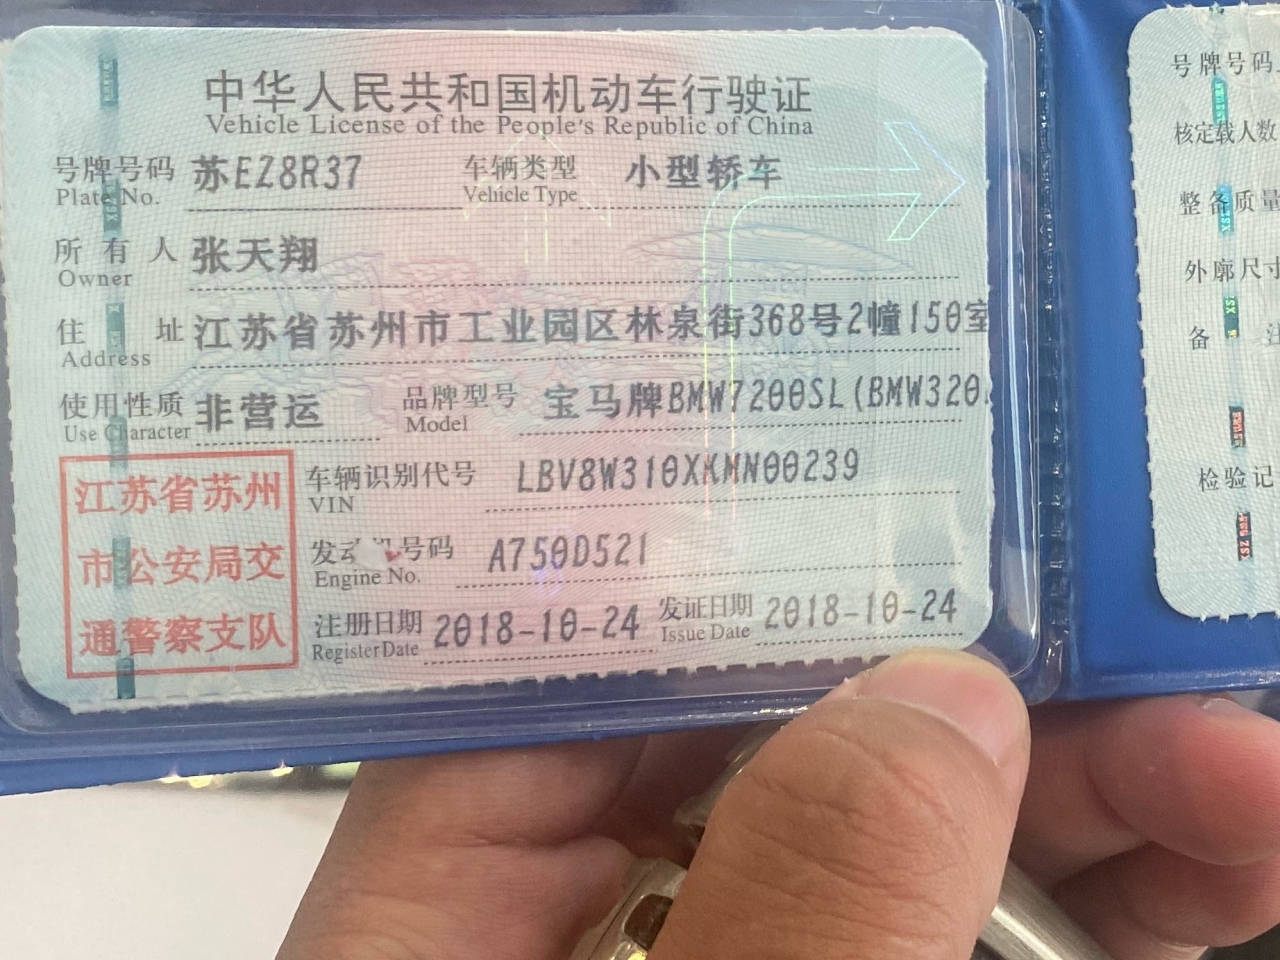 中华人民共和国机动车行驶证
Vehicle License of the People's Republic of China
号牌号码 苏EZ8R37 车辆类型 小型轿车
Plate No. Vehicle Type
所有人 张天翔
Owner
住址 江苏省苏州市工业园区林泉街368号2幢150室
Address
使用性质 非营运 品牌型号 宝马牌BMW7200SL(BMW320
Use Character Model
江苏省苏州
市公安局交
通警察支队
车辆识别代号 LBV8W310XKMN00239
VIN
发动机号码 A750D521
Engine No.
注册日期 2018-10-24 发证日期 2018-10-24
Register Date Issue Date
号牌号码
核定载人数
整备质量
外廓尺寸
备注
检验记